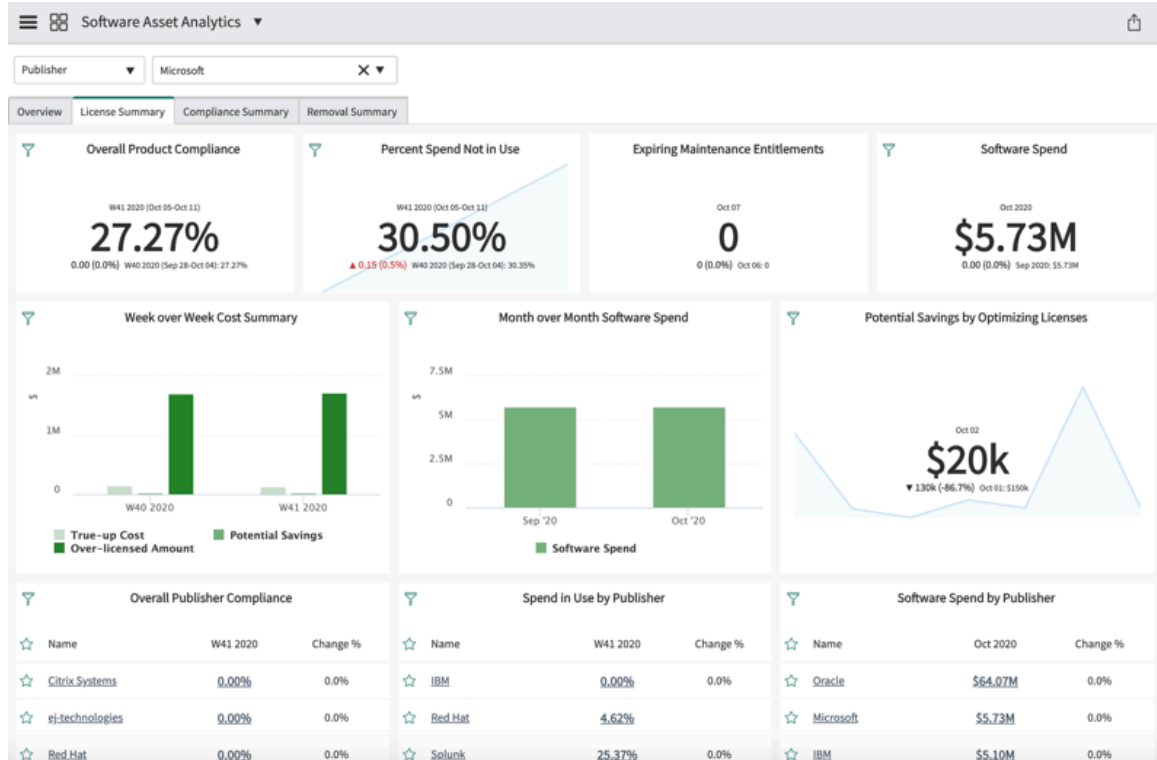 Software Asset Analytics ▼
Publisher ▼ Microsoft X ▼
Overview License Summary Compliance Summary Removal Summary
Overall Product Compliance
W41 2020 (Oct 05-Oct 11)
27.27%
0.00 (0.0%) W40 2020 (Sep 28-Oct 04): 27.27%
Percent Spend Not in Use
W41 2020 (Oct 05-Oct 11)
30.50%
▲ 0.15 (0.5%) W40 2020 (Sep 28-Oct 04): 30.35%
Expiring Maintenance Entitlements
Oct 07
0
0 (0.0%) Oct 06: 0
Software Spend
Oct 2020
$5.73M
0.00 (0.0%) Sep 2020: $5.73M
Week over Week Cost Summary
2M
$
1M
0
W40 2020 W41 2020
True-up Cost Potential Savings
Over-licensed Amount
Month over Month Software Spend
7.5M
$
5M
2.5M
0
Sep '20 Oct '20
Software Spend
Potential Savings by Optimizing Licenses
Oct 02
$20k
▼ 130k (-86.7%) Oct 01: $150k
Overall Publisher Compliance
Name W41 2020 Change %
Citrix Systems 0.00% 0.0%
ej-technologies 0.00% 0.0%
Red Hat 0.00% 0.0%
Spend in Use by Publisher
Name W41 2020 Change %
IBM 0.00% 0.0%
Red Hat 4.62%
Splunk 25.37% 0.0%
Software Spend by Publisher
Name Oct 2020 Change %
Oracle $64.07M 0.0%
Microsoft $5.73M 0.0%
IBM $5.10M 0.0%